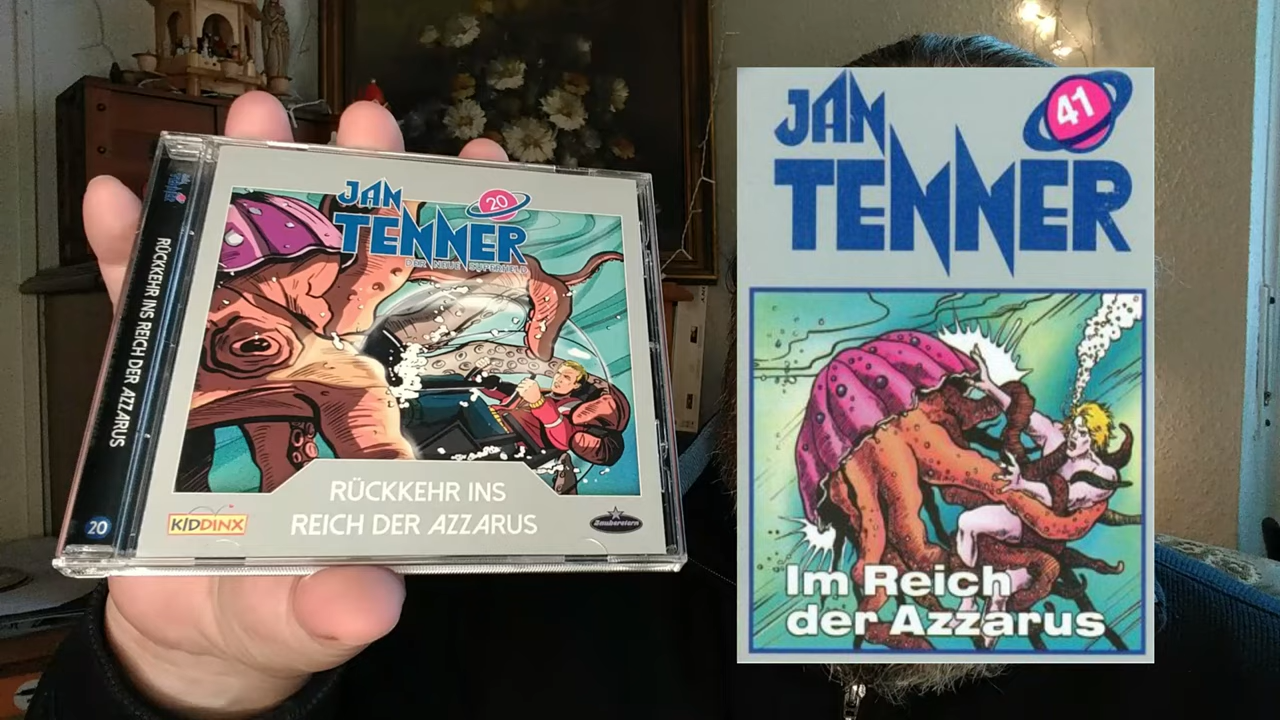 RÜCKKEHR INS REICH DER AZZARUS
20
JAN
TENNER
20
DER NEUE SUPERHELD
RÜCKKEHR INS
REICH DER AZZARUS
KIDDINX
Zauberstern
JAN
TENNER
41
Im Reich
der Azzarus